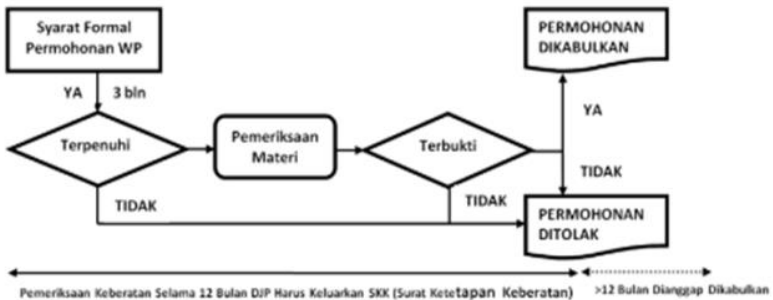 Syarat Formal
Permohonan WP
PERMOHONAN
DIKABULKAN
YA
3 bln
YA
Terpenuhi
Pemeriksaan
Materi
Terbukti
TIDAK
TIDAK
TIDAK
PERMOHONAN
DITOLAK
Pemeriksaan Keberatan Selama 12 Bulan DJP Harus Keluarkan SKK (Surat Ketetapan Keberatan)
>12 Bulan Dianggap Dikabulkan